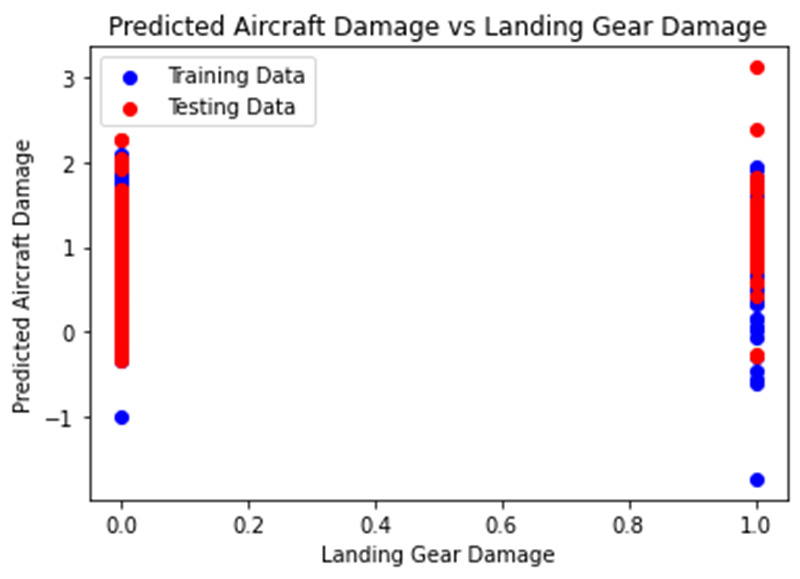 Predicted Aircraft Damage vs Landing Gear Damage
Training Data
Testing Data
Predicted Aircraft Damage
3
2
1
0
−1
0.0 0.2 0.4 0.6 0.8 1.0
Landing Gear Damage